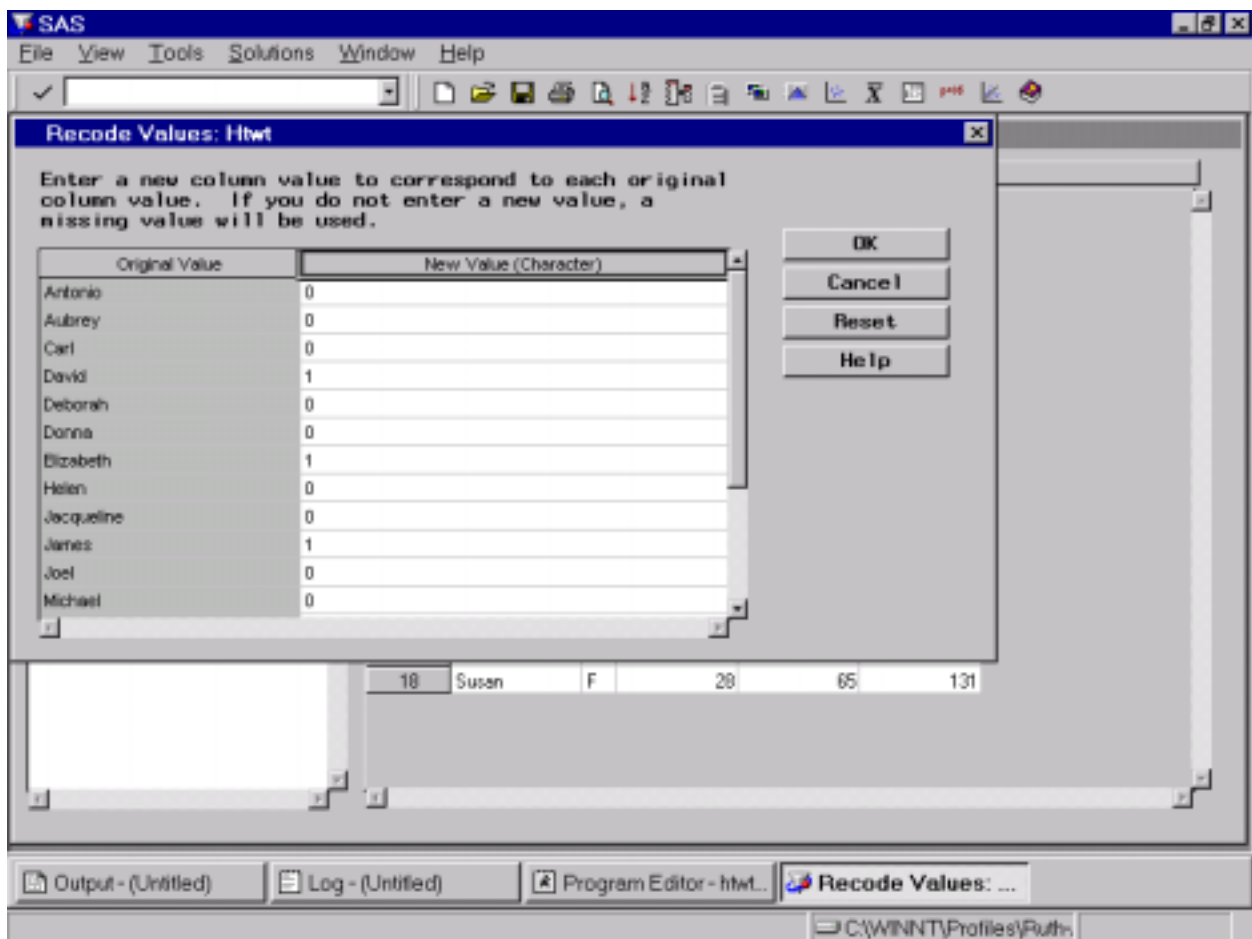 SAS
File View Tools Solutions Window Help
Recode Values: Htwt
Enter a new column value to correspond to each original
column value. If you do not enter a new value, a
missing value will be used.
OK
Cancel
Reset
Help
Original Value New Value (Character)
Antonio 0
Aubrey 0
Carl 0
David 1
Deborah 0
Donna 0
Elizabeth 1
Helen 0
Jacqueline 0
James 1
Joel 0
Michael 0
18 Susan F 28 65 131
Output - (Untitled) Log - (Untitled) Program Editor - htwt... Recode Values: ...
C:\WINNT\Profiles\Ruth